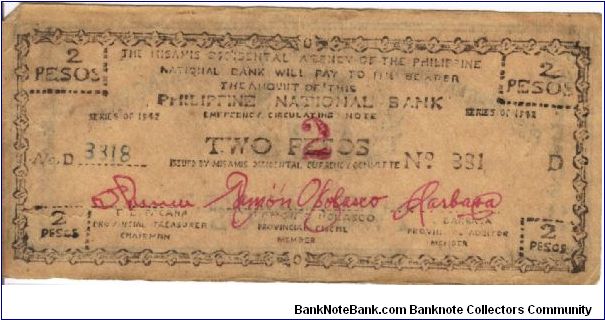 2 PESOS
2 PESOS
THE MISAMIS OCCIDENTAL AGENCY OF THE PHILIPPINE
NATIONAL BANK WILL PAY TO THE BEARER
THE AMOUNT OF THIS
PHILIPPINE NATIONAL BANK
SERIES OF 1942 EMERGENCY CIRCULATING NOTE SERIES OF 1942
2
TWO PESOS
No. D 3318 ISSUED BY MISAMIS OCCIDENTAL CURRENCY COMMITTEE Nº 331 D
PROVINCIAL TREASURER
CHAIRMAN
PROVINCIAL FISCAL
MEMBER
PROVINCIAL AUDITOR
MEMBER
2 PESOS
2 PESOS
BankNoteBank.com Banknote Collectors Community